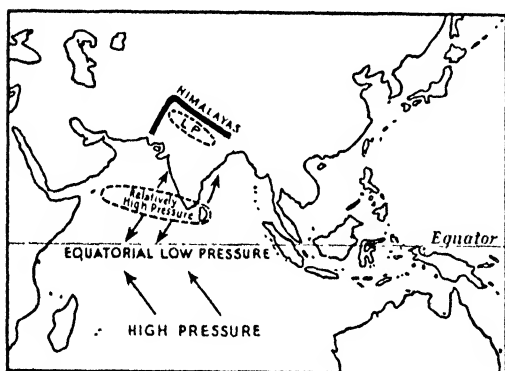 HIMALAYAS
L P
Relatively
High Pressure
Equator
EQUATORIAL LOW PRESSURE
HIGH PRESSURE